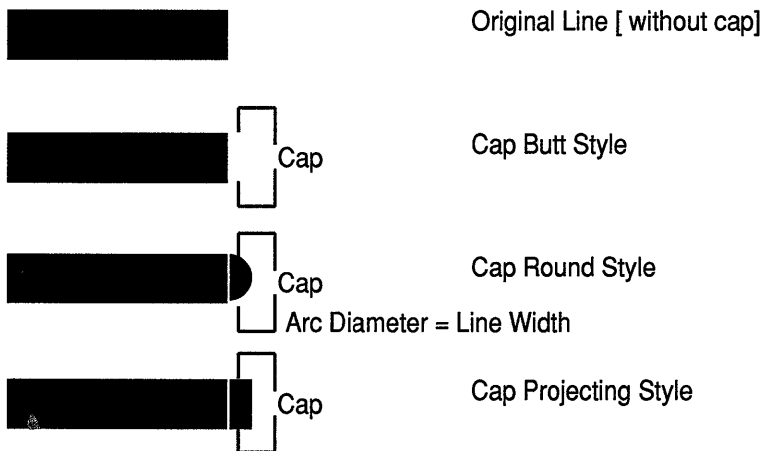 Original Line [ without cap]
Cap
Cap Butt Style
Cap
Cap Round Style
Arc Diameter = Line Width
Cap
Cap Projecting Style